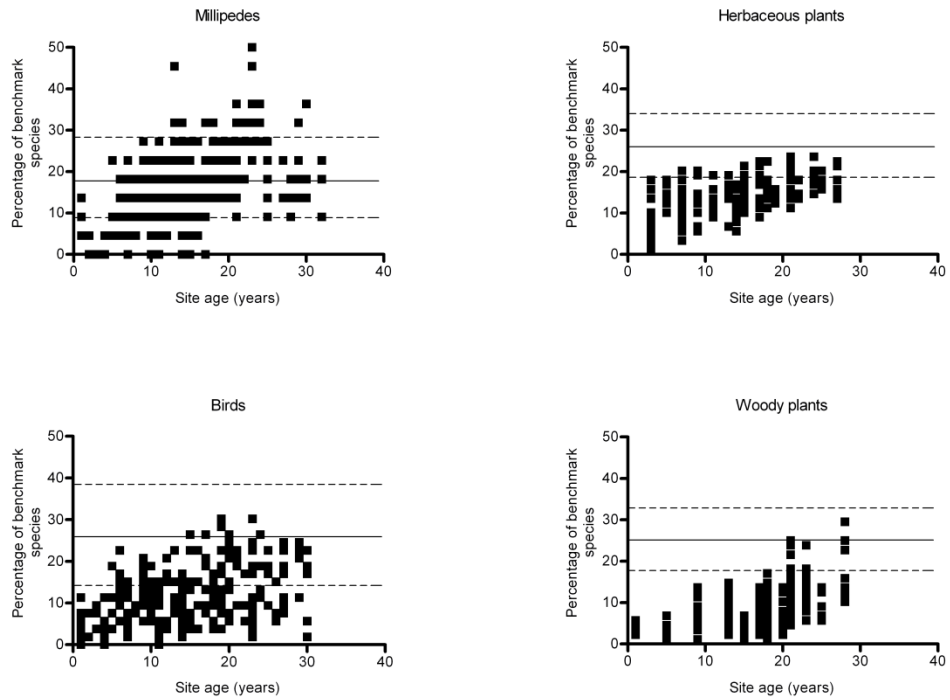 Millipedes
Percentage of benchmark
species
50
40
30
20
10
0
0 10 20 30 40
Site age (years)
Herbaceous plants
Percentage of benchmark
species
50
40
30
20
10
0
0 10 20 30 40
Site age (years)
Birds
Percentage of benchmark
species
50
40
30
20
10
0
0 10 20 30 40
Site age (years)
Woody plants
Percentage of benchmark
species
50
40
30
20
10
0
0 10 20 30 40
Site age (years)